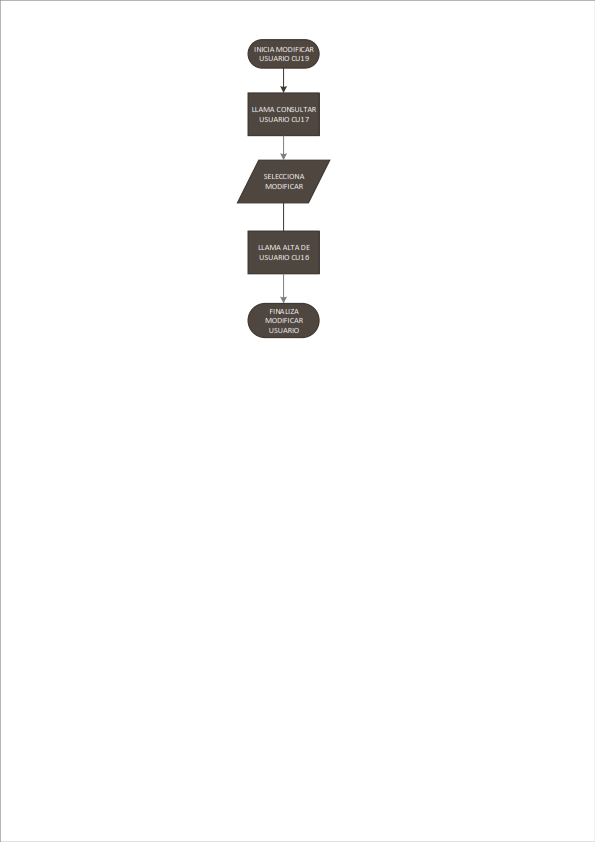 INICIA MODIFICAR
USUARIO CU19
LLAMA CONSULTAR
USUARIO CU17
SELECCIONA
MODIFICAR
LLAMA ALTA DE
USUARIO CU16
FINALIZA
MODIFICAR
USUARIO